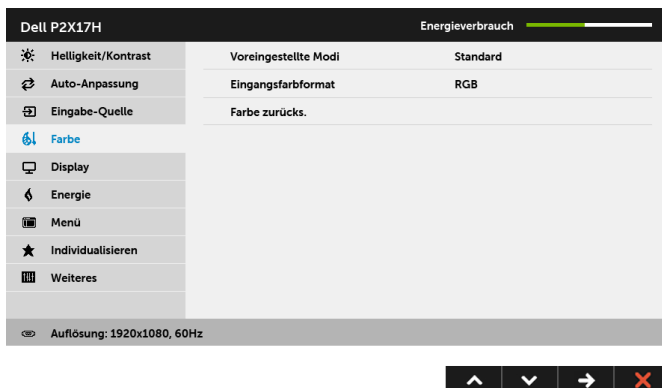 Dell P2X17H Energieverbrauch
Helligkeit/Kontrast Voreingestellte Modi Standard
Auto-Anpassung Eingangsfarbformat RGB
Eingabe-Quelle Farbe zurücks.
Farbe
Display
Energie
Menü
Individualisieren
Weiteres
Auflösung: 1920x1080, 60Hz